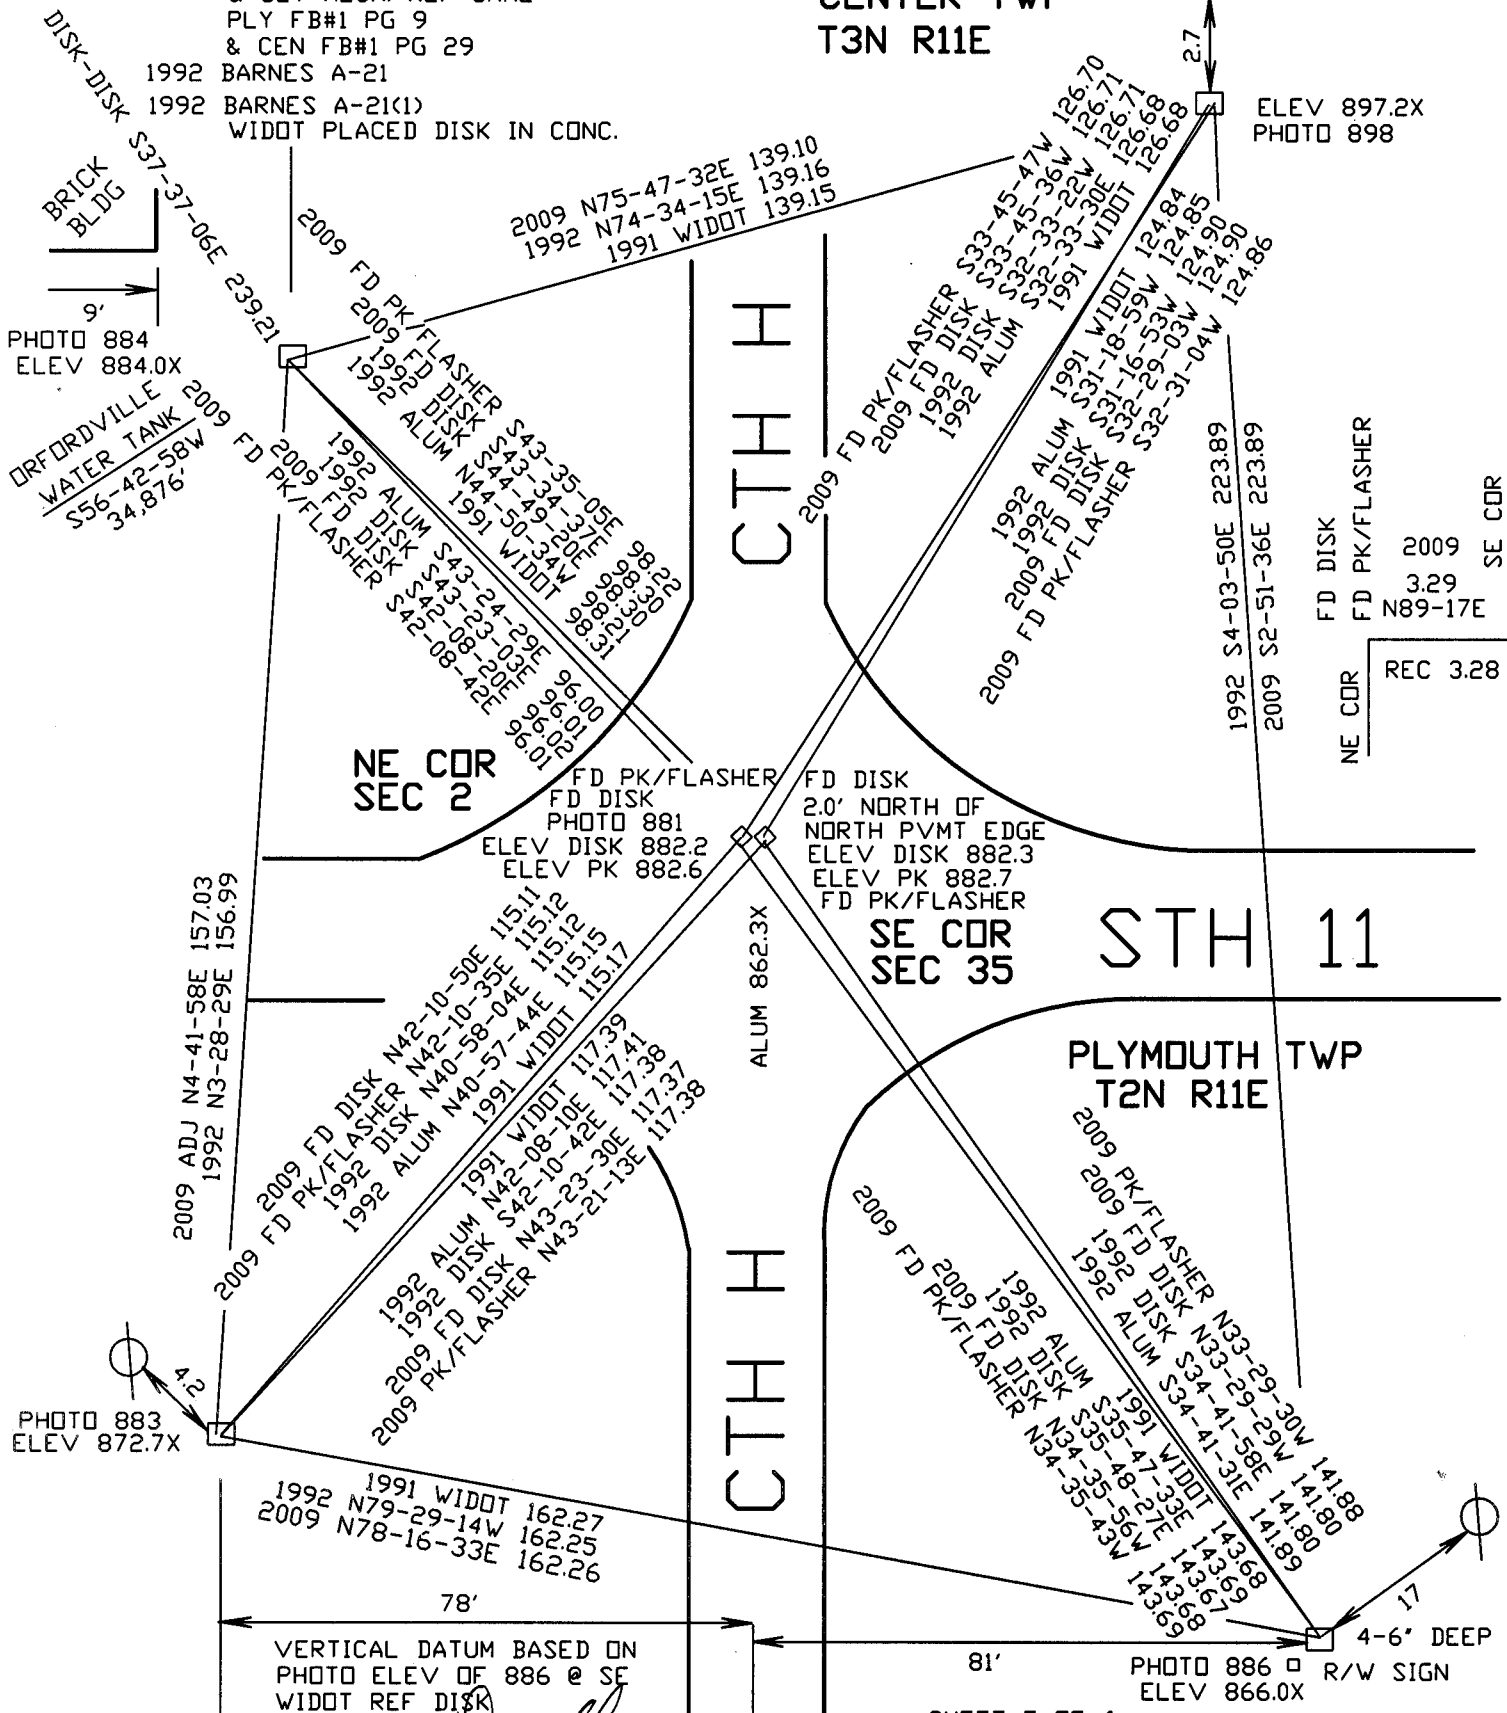 PLY FB#1 PG 9
& CEN FB#1 PG 29
1992 BARNES A-21
1992 BARNES A-21(1)
WIDOT PLACED DISK IN CONC.
CENTER TWP
T3N R11E
2.7
ELEV 897.2X
PHOTO 898
DISK-DISK S37-37-06E 239.21
BRICK
BLDG
9'
PHOTO 884
ELEV 884.0X
ORFORDVILLE
WATER TANK
S56-42-58W
34,876'
2009 N75-47-32E 139.10
1992 N74-34-15E 139.16
1991 WIDOT 139.15
2009 FD PK/FLASHER S43-35-05E 98.22
2009 FD DISK S43-34-37E 98.30
1992 DISK S44-49-20E 98.30
1992 ALUM N44-50-34W 98.21
1991 WIDOT 98.31
1992 ALUM S43-24-29E 96.00
1992 DISK S43-23-03E 96.01
2009 FD DISK S42-08-20E 96.02
2009 FD PK/FLASHER S42-08-42E 96.01
CTH H
2009 FD PK/FLASHER S33-45-47W 126.70
2009 FD DISK S33-45-36W 126.71
1992 DISK S32-33-22W 126.71
1992 ALUM S32-33-30E 126.68
1991 WIDOT 126.68
1991 WIDOT 124.84
1992 ALUM S31-18-59W 124.85
1992 DISK S31-16-53W 124.90
2009 FD DISK S32-29-03W 124.90
2009 FD PK/FLASHER S32-31-04W 124.86
1992 S4-03-50E 223.89
2009 S2-51-36E 223.89
FD DISK
FD PK/FLASHER
2009
3.29
N89-17E
SE COR
NE COR
REC 3.28
NE COR
SEC 2
FD PK/FLASHER
FD DISK
PHOTO 881
ELEV DISK 882.2
ELEV PK 882.6
FD DISK
2.0' NORTH OF
NORTH PVMT EDGE
ELEV DISK 882.3
ELEV PK 882.7
FD PK/FLASHER
SE COR
SEC 35
STH 11
ALUM 862.3X
2009 ADJ N4-41-58E 157.03
1992 N3-28-29E 156.99
2009 FD DISK N42-10-50E 115.11
2009 FD PK/FLASHER N42-10-35E 115.12
1992 DISK N40-58-04E 115.12
1992 ALUM N40-57-44E 115.15
1991 WIDOT 115.17
1991 WIDOT 117.39
1992 ALUM N42-08-10E 117.41
1992 DISK S42-10-42E 117.38
2009 FD DISK N43-23-30E 117.37
2009 PK/FLASHER N43-21-13E 117.38
PLYMOUTH TWP
T2N R11E
CTH H
2009 PK/FLASHER N33-29-30W 141.88
2009 FD DISK N33-29-29W 141.80
1992 DISK S34-41-58E 141.80
1992 ALUM S34-41-31E 141.89
1991 WIDOT 143.68
1992 ALUM S35-47-33E 143.69
1992 DISK S35-48-27E 143.67
2009 FD DISK N34-35-56W 143.68
2009 FD PK/FLASHER N34-35-43W 143.69
4.2
PHOTO 883
ELEV 872.7X
1991 WIDOT 162.27
1992 N79-29-14W 162.25
2009 N78-16-33E 162.26
78'
81'
17
4-6" DEEP
R/W SIGN
PHOTO 886
ELEV 866.0X
VERTICAL DATUM BASED ON
PHOTO ELEV OF 886 @ SE
WIDOT REF DISK